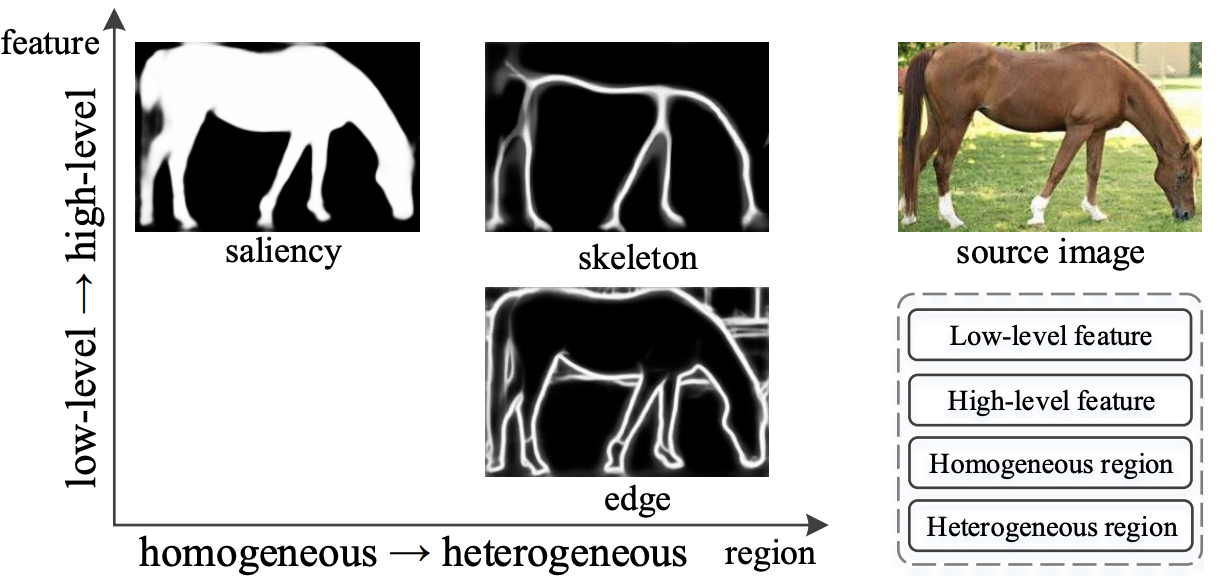 feature
low-level → high-level
saliency
skeleton
edge
homogeneous → heterogeneous
region
source image
Low-level feature
High-level feature
Homogeneous region
Heterogeneous region